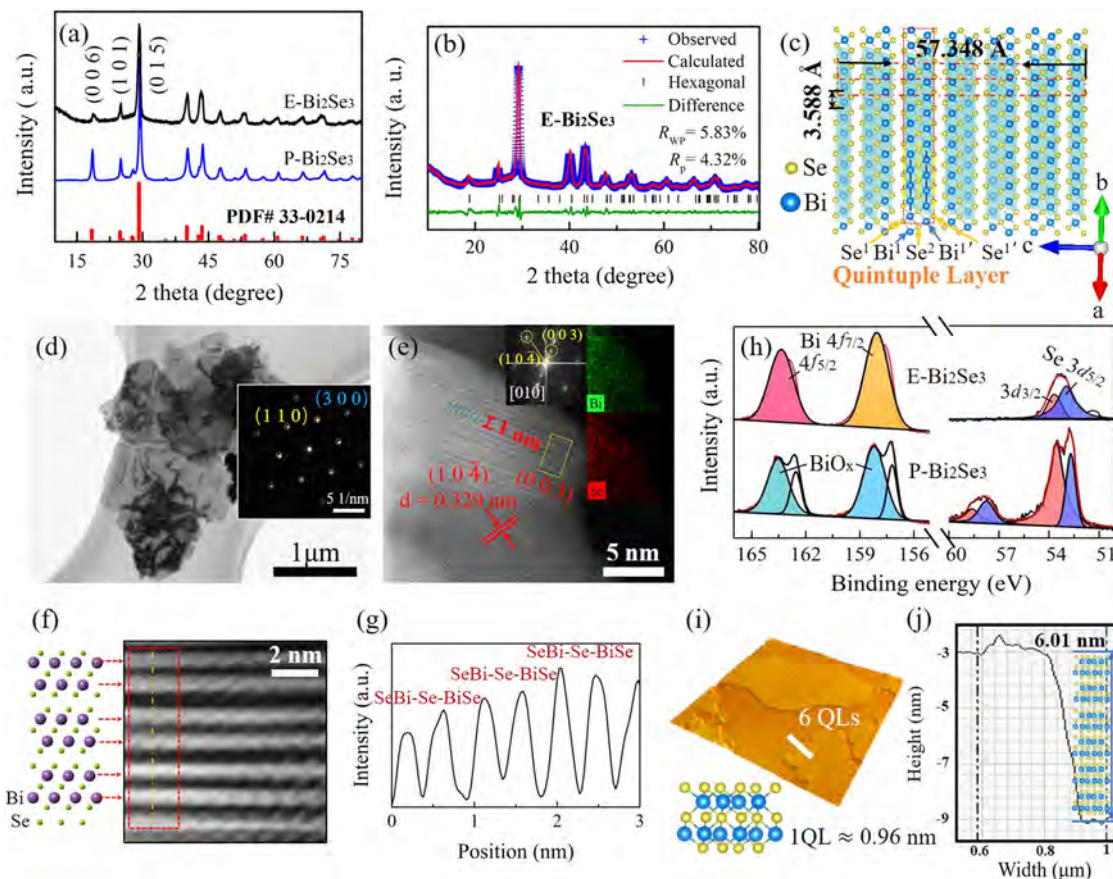 (a)
(0 0 6)
(1 0 1)
(0 1 5)
E-Bi₂Se₃
P-Bi₂Se₃
PDF# 33-0214
Intensity ( a.u.)
15 30 45 60 75
2 theta (degree)
(b)
Observed
Calculated
Hexagonal
Difference
E-Bi₂Se₃
R_WP = 5.83%
R_p = 4.32%
Intensity (a. u.)
20 40 60 80
2 theta (degree)
(c)
57.348 Å
3.588 Å
Se
Bi
Se¹ Bi¹ Se² Bi¹′ Se¹′
Quintuple Layer
b
c
a
(d)
(1 1 0)
(3 0 0)
5 1/nm
1μm
(e)
(0 0 3)
(1 0 4̄)
[010]
Bi
Se
1 nm
(1 0 4̄)
(0 0 3)
d = 0.329 nm
5 nm
(h)
Bi 4f₇/₂
4f₅/₂
Se 3d₅/₂
3d₃/₂
E-Bi₂Se₃
BiOₓ
P-Bi₂Se₃
Intensity (a.u.)
165 162 159 156 60 57 54 51
Binding energy (eV)
(f)
2 nm
Bi
Se
(g)
SeBi-Se-BiSe
SeBi-Se-BiSe
SeBi-Se-BiSe
Intensity (a.u.)
0 1 2 3
Position (nm)
(i)
6 QLs
1QL ≈ 0.96 nm
(j)
6.01 nm
Height (nm)
-3
-5
-7
-9
0.6 0.8 1
Width (μm)